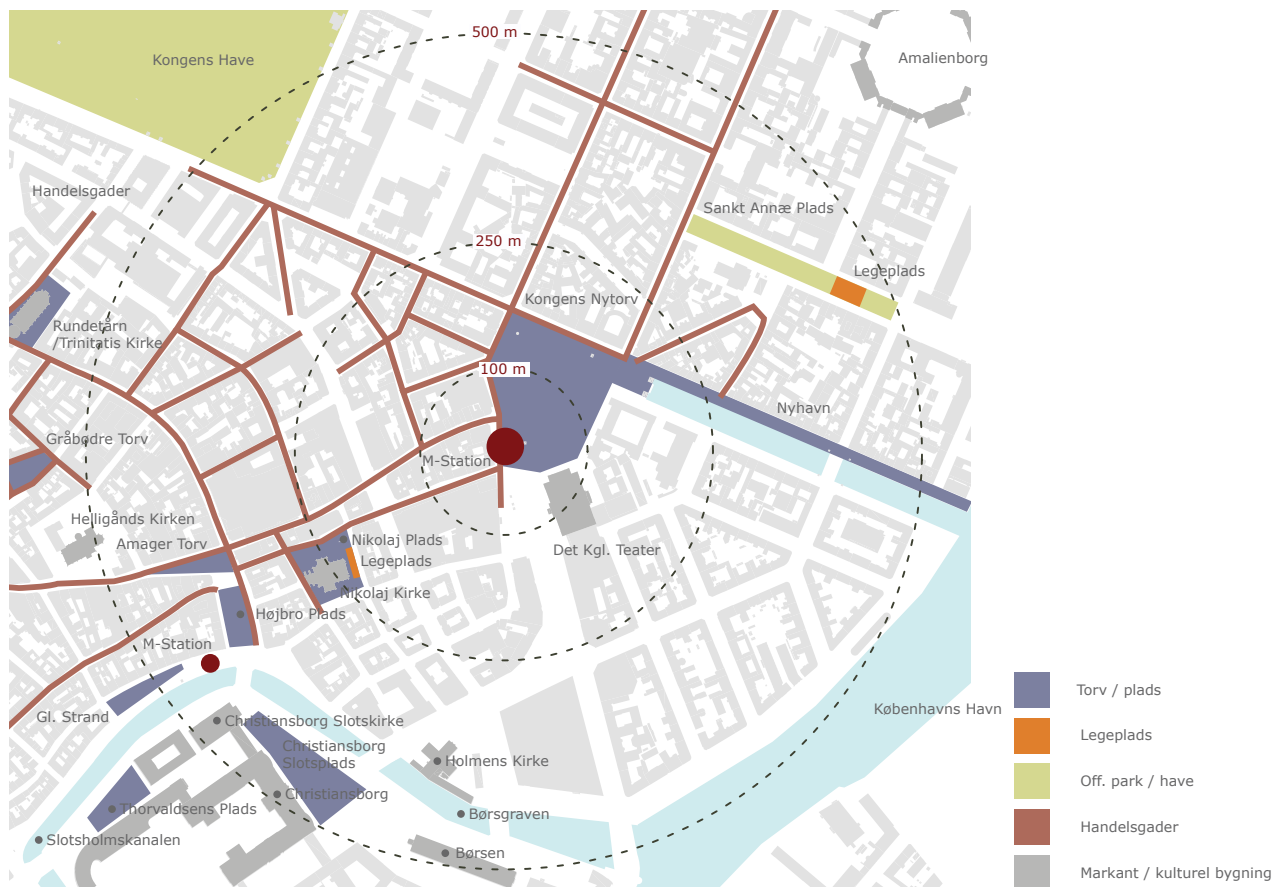 500 m
Kongens Have
Amalienborg
Handelsgader
Sankt Annæ Plads
250 m
Legeplads
Kongens Nytorv
Rundetårn
/Trinitatis Kirke
100 m
Nyhavn
Gråbødre Torv
M-Station
Helligånds Kirken
Amager Torv
Nikolaj Plads
Det Kgl. Teater
Legeplads
Nikolaj Kirke
Højbro Plads
M-Station
Gl. Strand
Christiansborg Slotskirke
Københavns Havn
Christiansborg
Slotsplads
Holmens Kirke
Christiansborg
Thorvaldsens Plads
Børsgraven
Slotsholmskanalen
Børsen
Torv / plads
Legeplads
Off. park / have
Handelsgader
Markant / kulturel bygning